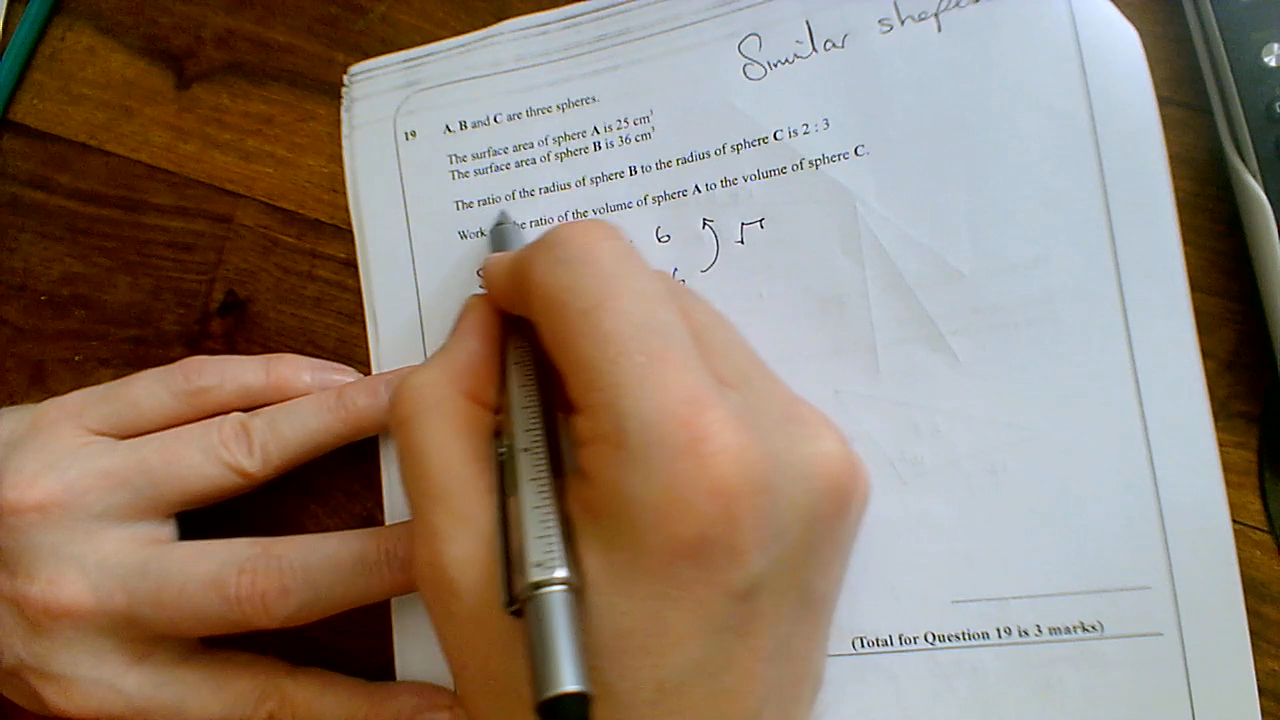 Similar
19 A, B and C are three spheres.
The surface area of sphere A is 25 cm²
The surface area of sphere B is 36 cm²
The ratio of the radius of sphere B to the radius of sphere C is 2 : 3
Work the ratio of the volume of sphere A to the volume of sphere C.
6 √
6
(Total for Question 19 is 3 marks)